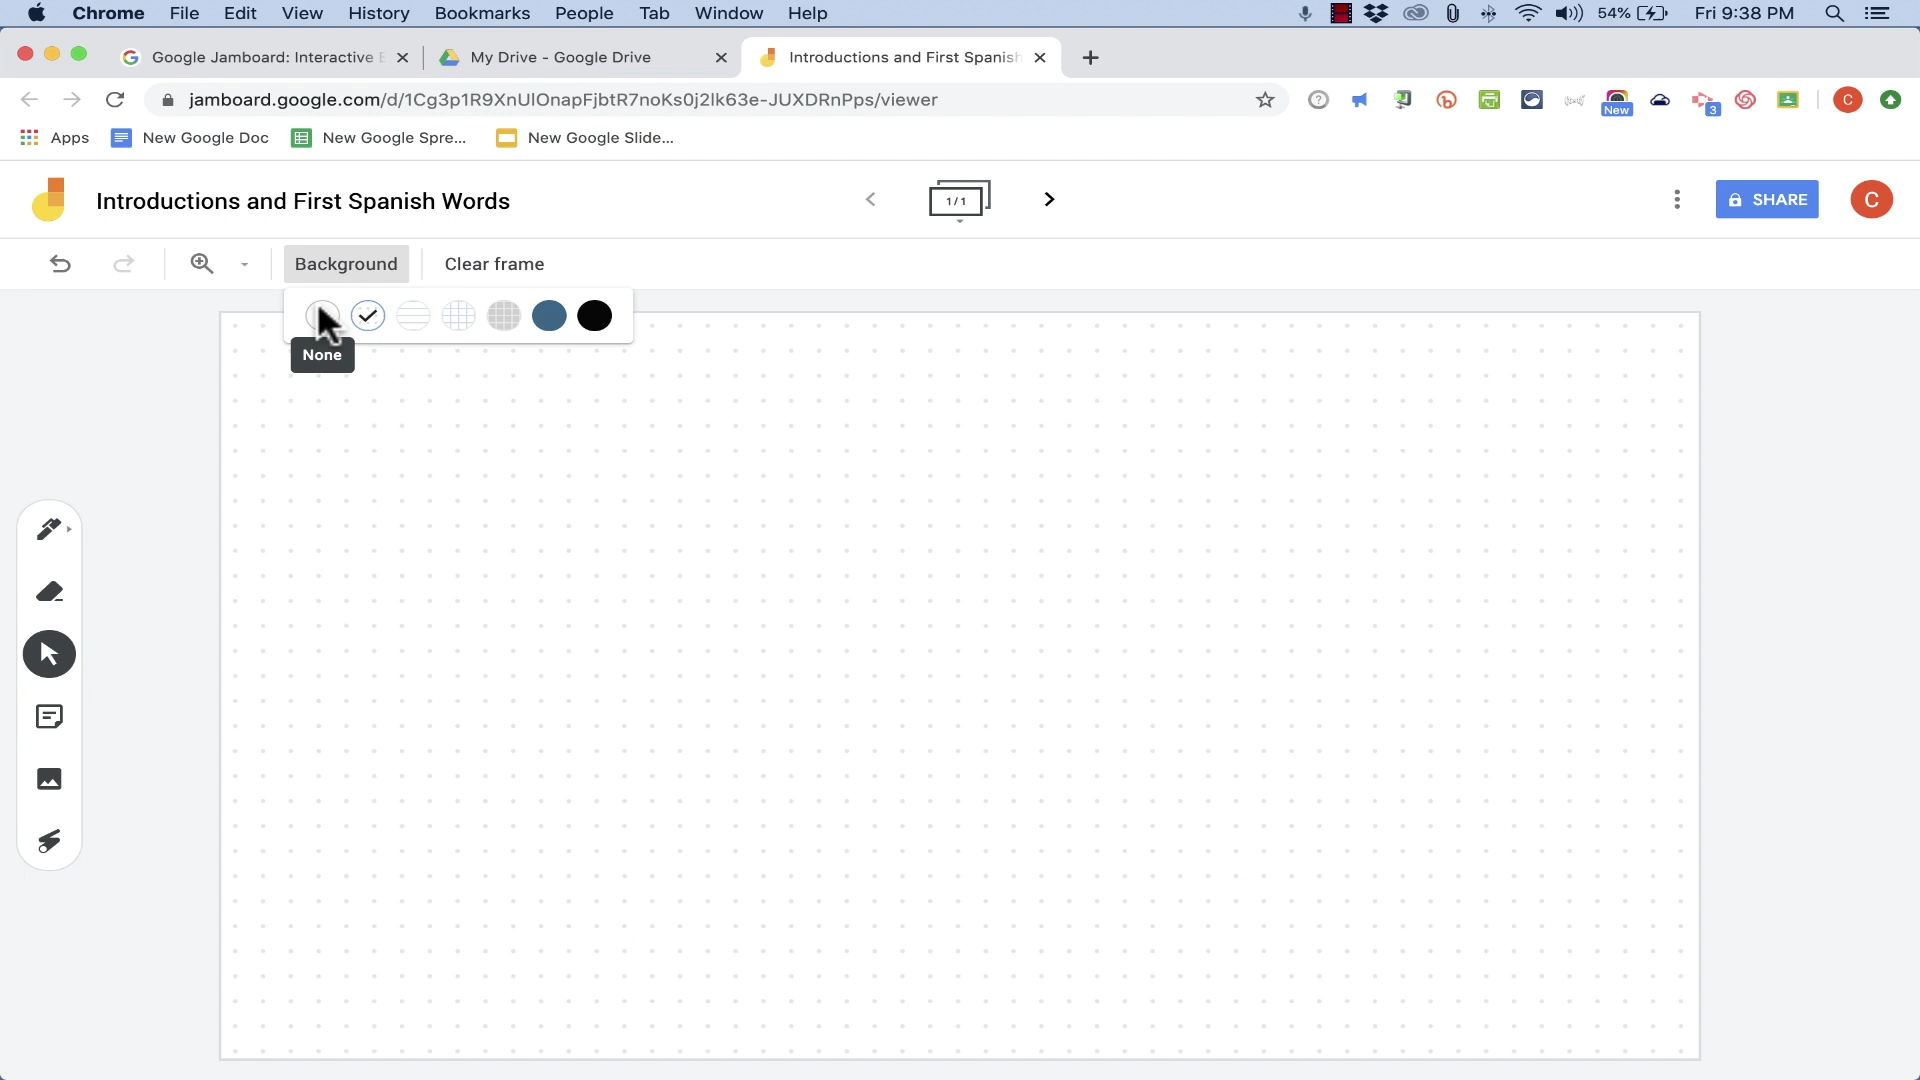 Chrome File Edit View History Bookmarks People Tab Window Help 54% Fri 9:38 PM
Google Jamboard: Interactive My Drive - Google Drive Introductions and First Spanish
jamboard.google.com/d/1Cg3p1R9XnUlOnapFjbtR7noKs0j2lk63e-JUXDRnPps/viewer New 3 C
Apps New Google Doc New Google Spre... New Google Slide...
Introductions and First Spanish Words 1/1 SHARE C
Background Clear frame
None